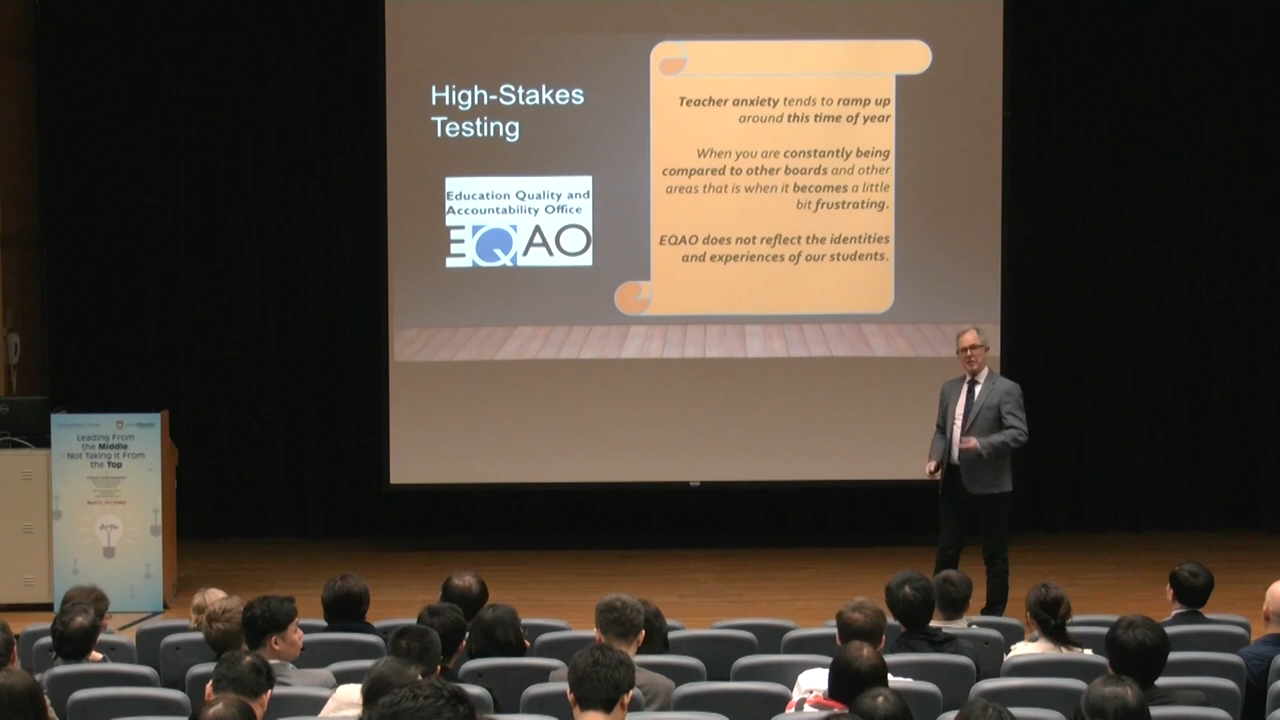 High-Stakes
Testing
Education Quality and
Accountability Office
EQAO
Teacher anxiety tends to ramp up
around this time of year
When you are constantly being
compared to other boards and other
areas that is when it becomes a little
bit frustrating.
EQAO does not reflect the identities
and experiences of our students.
Leading From
the Middle,
Not Taking it From
the Top